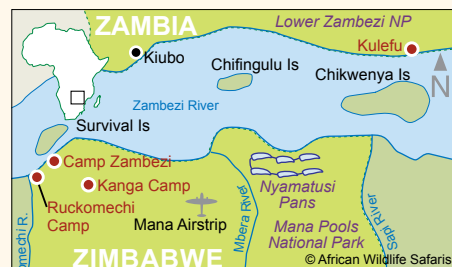 ZAMBIA
Lower Zambezi NP
Kiubo
Kulefu
Chifingulu Is
Chikwenya Is
N
Zambezi River
Survival Is
Camp Zambezi
Kanga Camp
Ruckomechi
Camp
Mana Airstrip
Mbera River
Nyamatusi
Pans
Mana Pools
National Park
Sapi River
omechi R.
ZIMBABWE
© African Wildlife Safaris